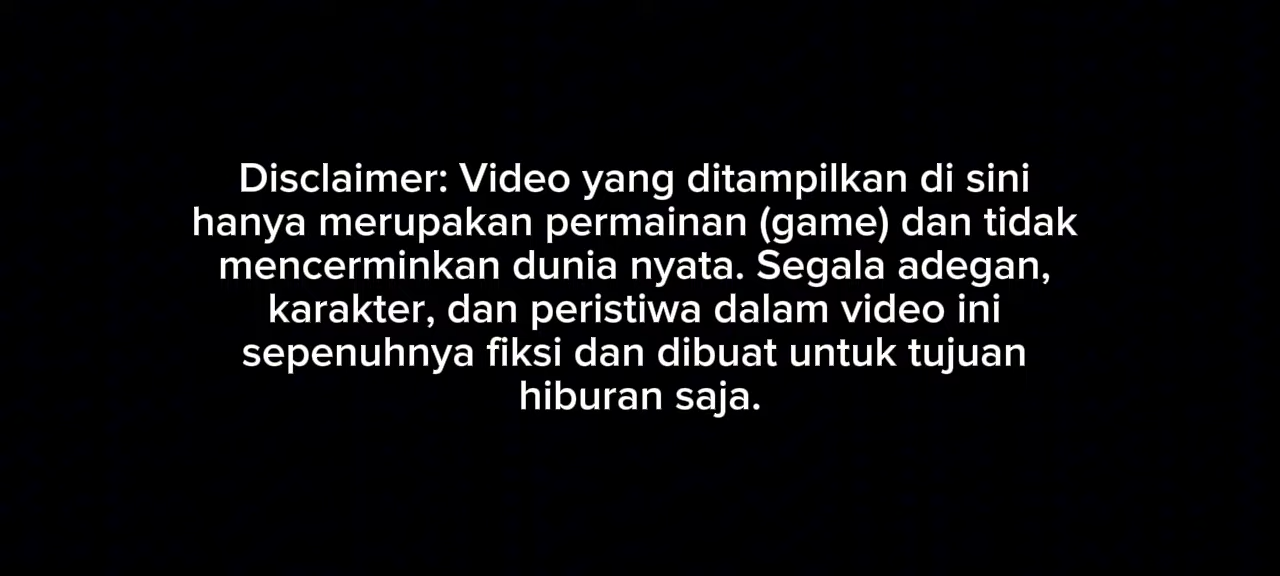 Disclaimer: Video yang ditampilkan di sini
hanya merupakan permainan (game) dan tidak
mencerminkan dunia nyata. Segala adegan,
karakter, dan peristiwa dalam video ini
sepenuhnya fiksi dan dibuat untuk tujuan
hiburan saja.